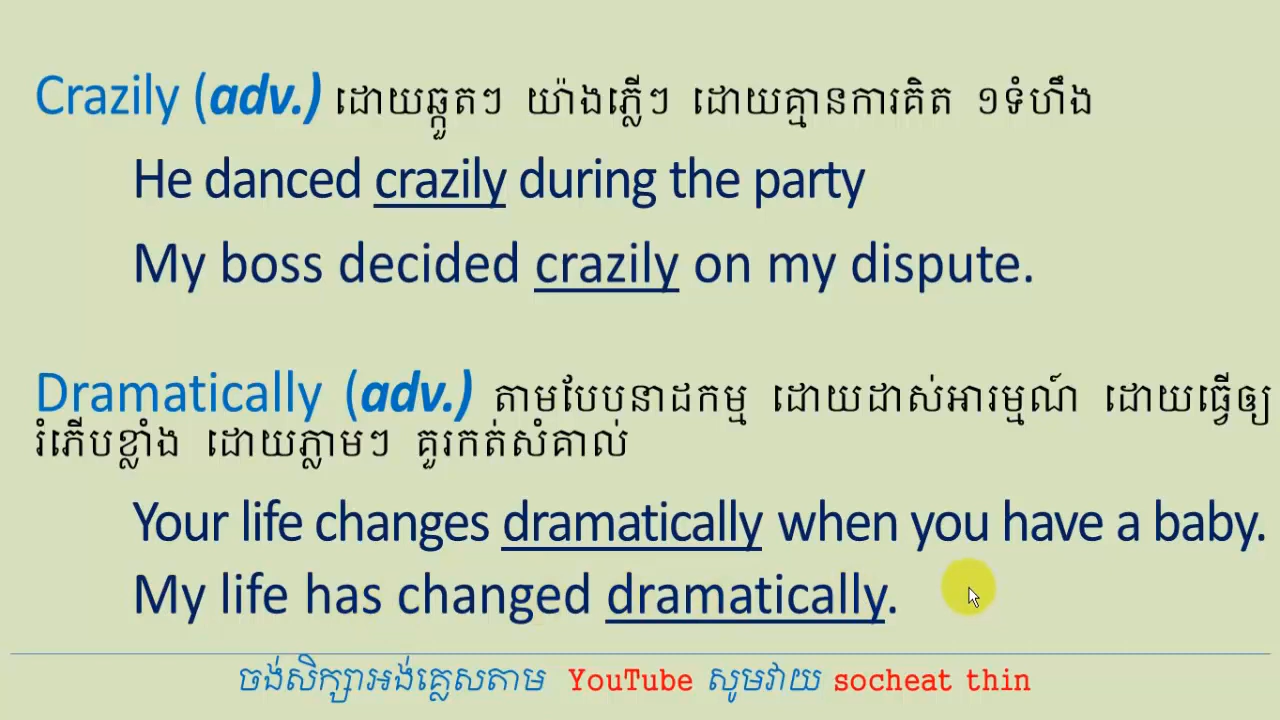 Crazily (adv.) ដោយឆ្កួតៗ យ៉ាងភ្លើៗ ដោយគ្មានការគិត ១ទំហឹង
He danced crazily during the party
My boss decided crazily on my dispute.
Dramatically (adv.) តាមបែបនាដកម្ម ដោយដាស់អារម្មណ៍ ដោយធ្វើឲ្យ
រំភើបខ្លាំង ដោយភ្លាមៗ គួរកត់សំគាល់
Your life changes dramatically when you have a baby.
My life has changed dramatically.
ចង់សិក្សាអង់គ្លេសតាម YouTube សូមវាយ socheat thin